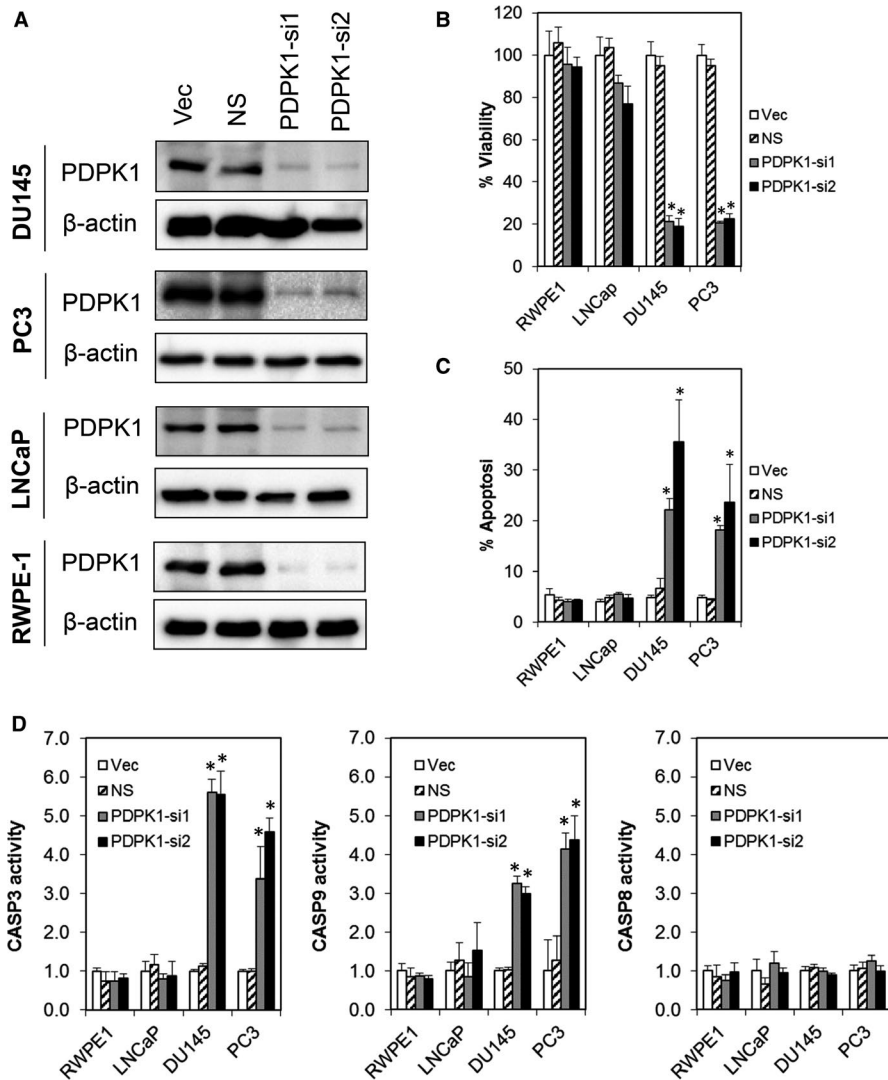 A
Vec
NS
PDPK1-si1
PDPK1-si2
DU145
PDPK1
β-actin
PC3
PDPK1
β-actin
LNCaP
PDPK1
β-actin
RWPE-1
PDPK1
β-actin
B
120
100
80
60
40
20
0
% Viability
* * * *
RWPE1
LNCap
DU145
PC3
Vec
NS
PDPK1-si1
PDPK1-si2
C
50
40
30
20
10
0
% Apoptosi
* * * *
RWPE1
LNCap
DU145
PC3
Vec
NS
PDPK1-si1
PDPK1-si2
D
7.0
6.0
5.0
4.0
3.0
2.0
1.0
0.0
CASP3 activity
Vec
NS
PDPK1-si1
PDPK1-si2
* * * *
RWPE1
LNCaP
DU145
PC3
7.0
6.0
5.0
4.0
3.0
2.0
1.0
0.0
CASP9 activity
Vec
NS
PDPK1-si1
PDPK1-si2
* * * *
RWPE1
LNCaP
DU145
PC3
7.0
6.0
5.0
4.0
3.0
2.0
1.0
0.0
CASP8 activity
Vec
NS
PDPK1-si1
PDPK1-si2
RWPE1
LNCaP
DU145
PC3